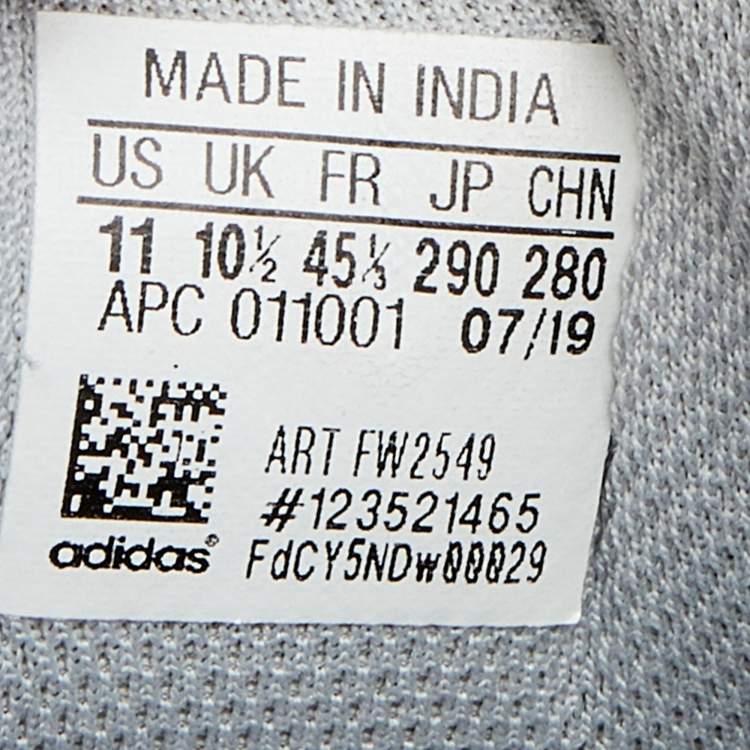 MADE IN INDIA
US UK FR JP CHN
11 10½ 45⅓ 290 280
APC 011001 07/19
ART FW2549
#123521465
adidas® FdCY5NDw00029